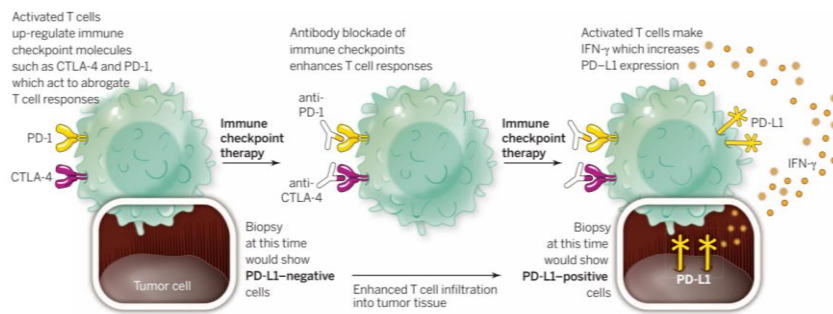 Activated T cells
up-regulate immune
checkpoint molecules
such as CTLA-4 and PD-1,
which act to abrogate
T cell responses
PD-1
CTLA-4
Tumor cell
Immune
checkpoint
therapy
Biopsy
at this time
would show
PD-L1–negative
cells
Antibody blockade of
immune checkpoints
enhances T cell responses
anti-
PD-1
anti-
CTLA-4
Enhanced T cell infiltration
into tumor tissue
Immune
checkpoint
therapy
Biopsy
at this time
would show
PD-L1–positive
cells
Activated T cells make
IFN-γ which increases
PD–L1 expression
PD-L1
IFN-γ
PD-L1